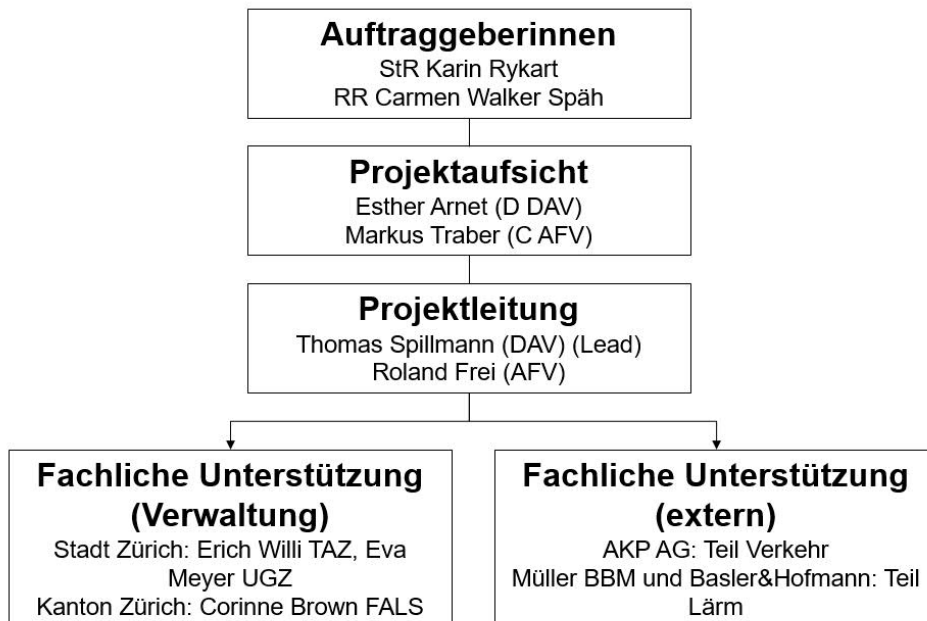 Auftraggeberinnen
StR Karin Rykart
RR Carmen Walker Späh
Projektaufsicht
Esther Arnet (D DAV)
Markus Traber (C AFV)
Projektleitung
Thomas Spillmann (DAV) (Lead)
Roland Frei (AFV)
Fachliche Unterstützung
(Verwaltung)
Stadt Zürich: Erich Willi TAZ, Eva
Meyer UGZ
Kanton Zürich: Corinne Brown FALS
Fachliche Unterstützung
(extern)
AKP AG: Teil Verkehr
Müller BBM und Basler&Hofmann: Teil
Lärm